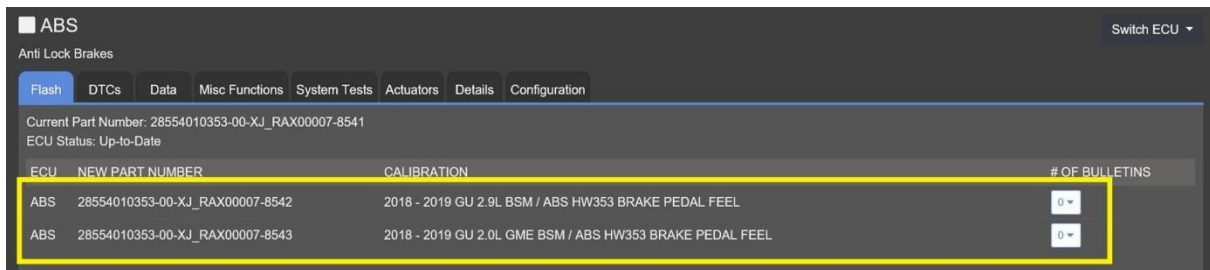 ABS
Switch ECU
Anti Lock Brakes
Flash DTCs Data Misc Functions System Tests Actuators Details Configuration
Current Part Number: 28554010353-00-XJ_RAX00007-8541
ECU Status: Up-to-Date
ECU NEW PART NUMBER CALIBRATION # OF BULLETINS
ABS 28554010353-00-XJ_RAX00007-8542 2018 - 2019 GU 2.9L BSM / ABS HW353 BRAKE PEDAL FEEL 0
ABS 28554010353-00-XJ_RAX00007-8543 2018 - 2019 GU 2.0L GME BSM / ABS HW353 BRAKE PEDAL FEEL 0